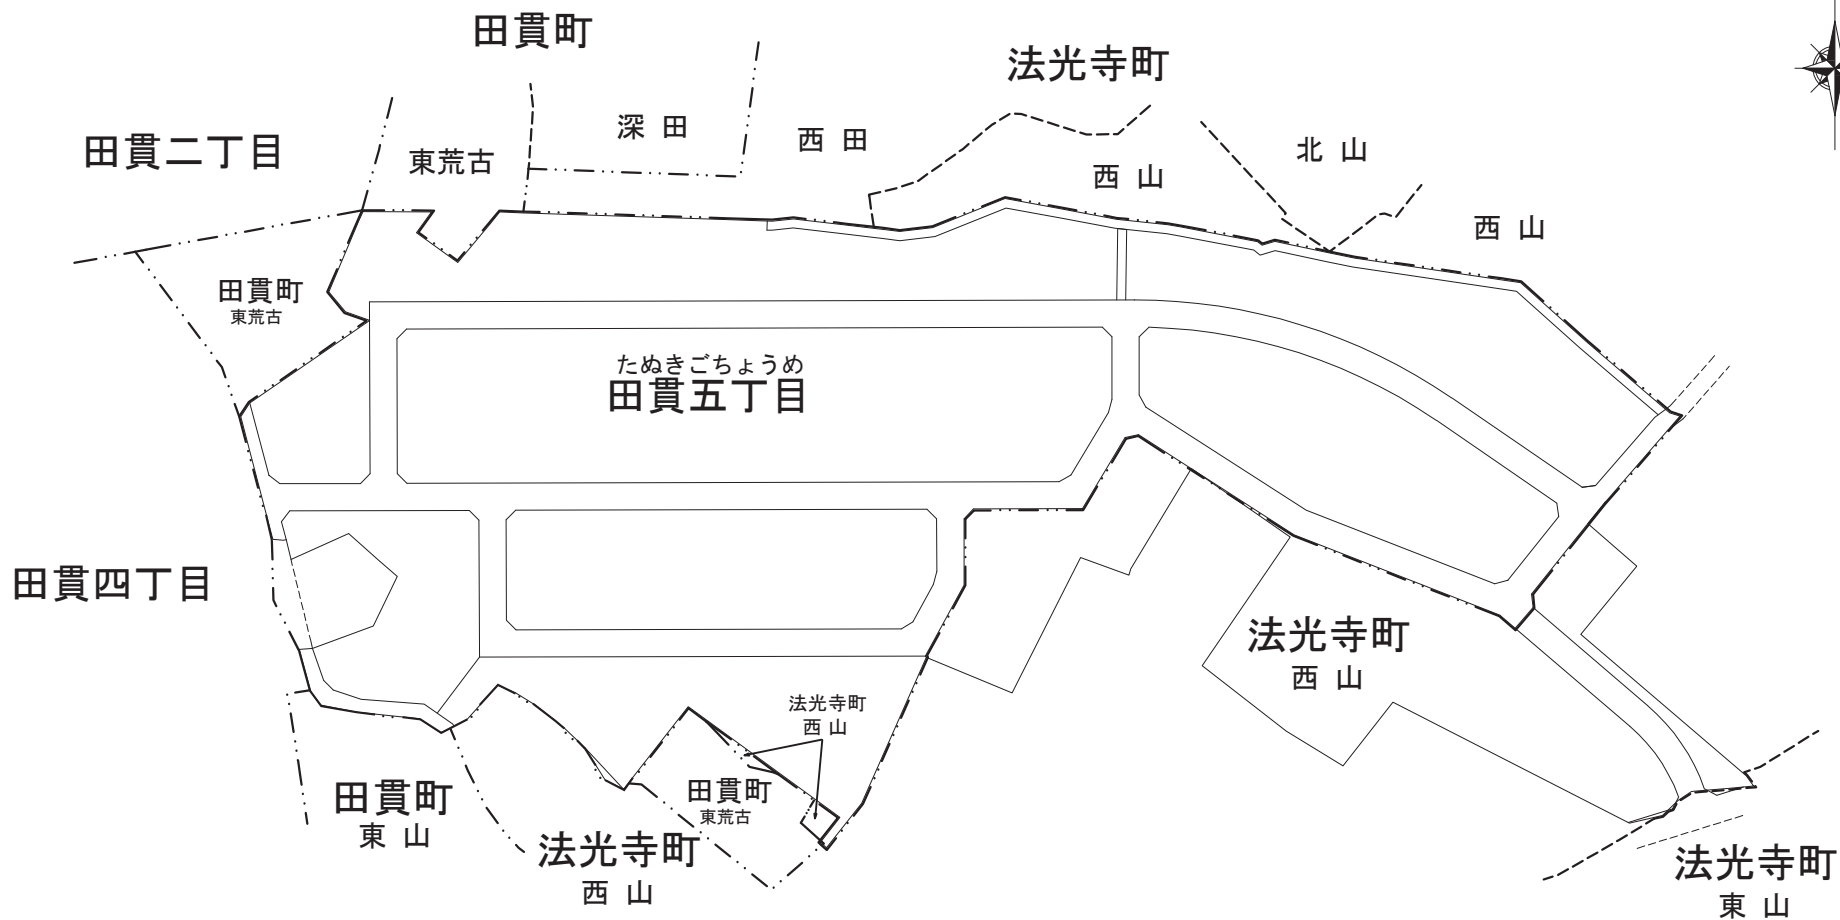 田貫町
法光寺町
田貫二丁目
深田
西田
東荒古
北山
西山
西山
田貫町
東荒古
たぬきごちょうめ
田貫五丁目
田貫四丁目
法光寺町
西山
法光寺町
西山
田貫町
東荒古
田貫町
東山
法光寺町
西山
法光寺町
東山